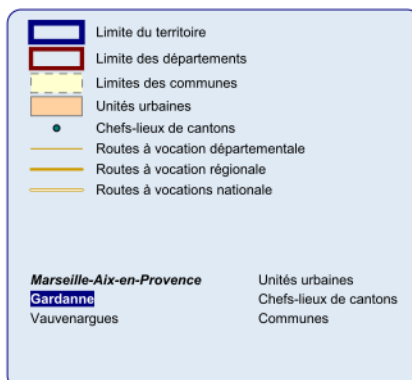 Limite du territoire
Limite des départements
Limites des communes
Unités urbaines
Chefs-lieux de cantons
Routes à vocation départementale
Routes à vocation régionale
Routes à vocations nationale
Marseille-Aix-en-Provence Unités urbaines
Gardanne Chefs-lieux de cantons
Vauvenargues Communes